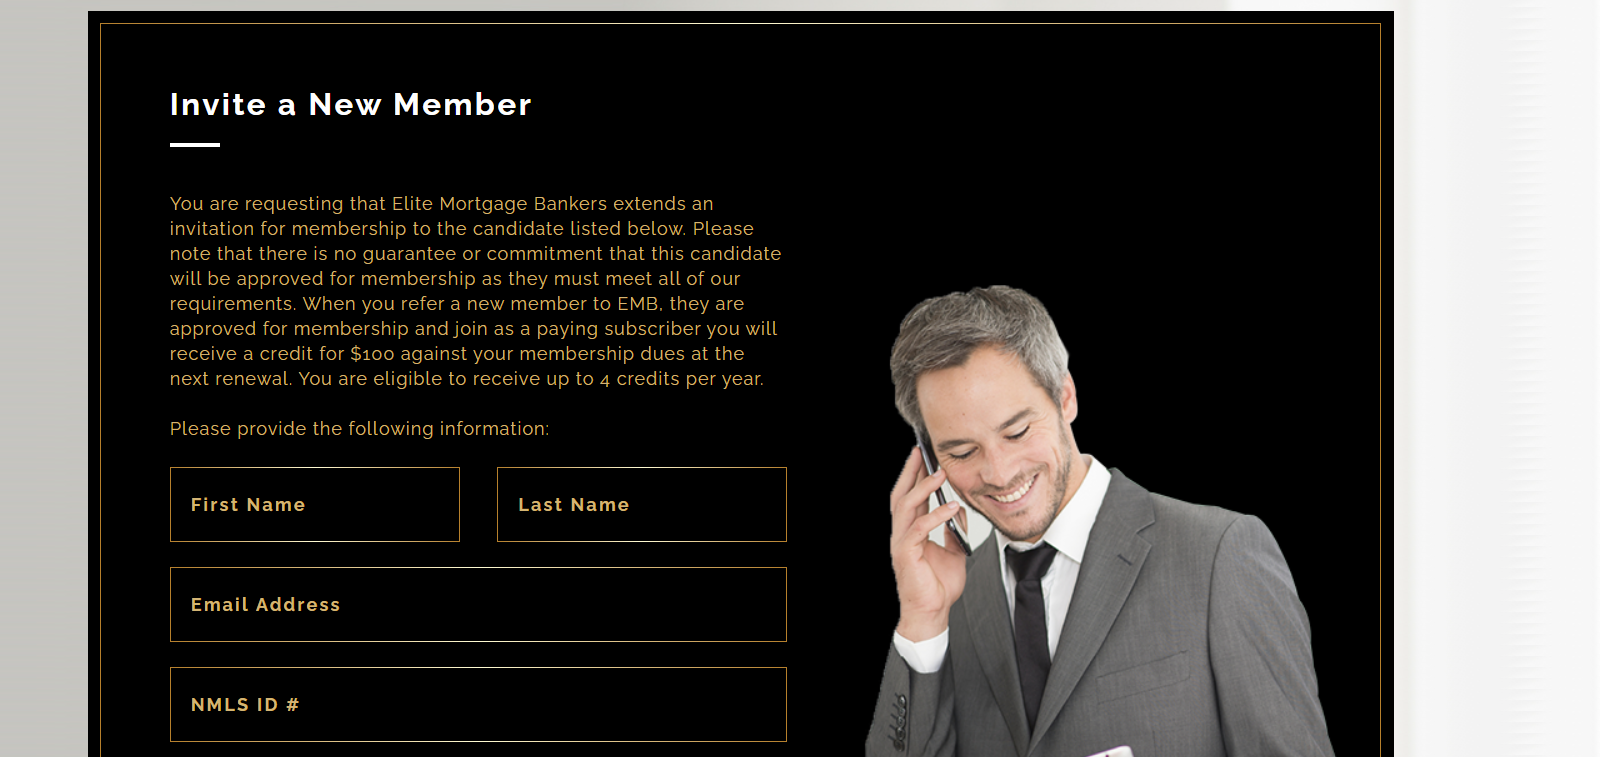 Invite a New Member
You are requesting that Elite Mortgage Bankers extends an
invitation for membership to the candidate listed below. Please
note that there is no guarantee or commitment that this candidate
will be approved for membership as they must meet all of our
requirements. When you refer a new member to EMB, they are
approved for membership and join as a paying subscriber you will
receive a credit for $100 against your membership dues at the
next renewal. You are eligible to receive up to 4 credits per year.
Please provide the following information:
First Name
Last Name
Email Address
NMLS ID #